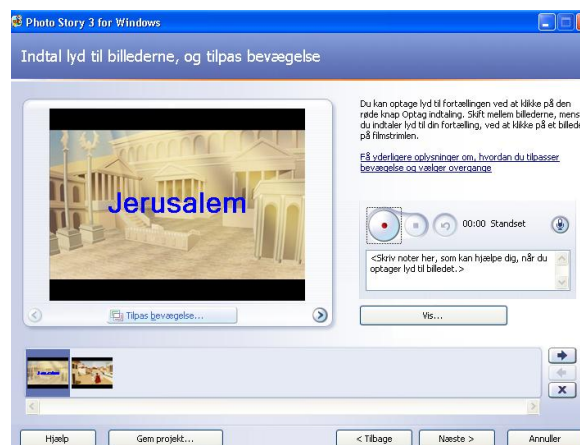 Photo Story 3 for Windows
Indtal lyd til billederne, og tilpas bevægelse
Jerusalem
Tilpas bevægelse...
Du kan optage lyd til fortællingen ved at klikke på den
røde knap Optag indtaling. Skift mellem billederne, mens
du indtaler lyd til din fortælling, ved at klikke på et billede
på filmstrimlen.
Få yderligere oplysninger om, hvordan du tilpasser
bevægelse og vælger overgange
00:00 Standset
<Skriv noter her, som kan hjælpe dig, når du
optager lyd til billedet.>
Vis...
Hjælp
Gem projekt...
< Tilbage
Næste >
Annuller